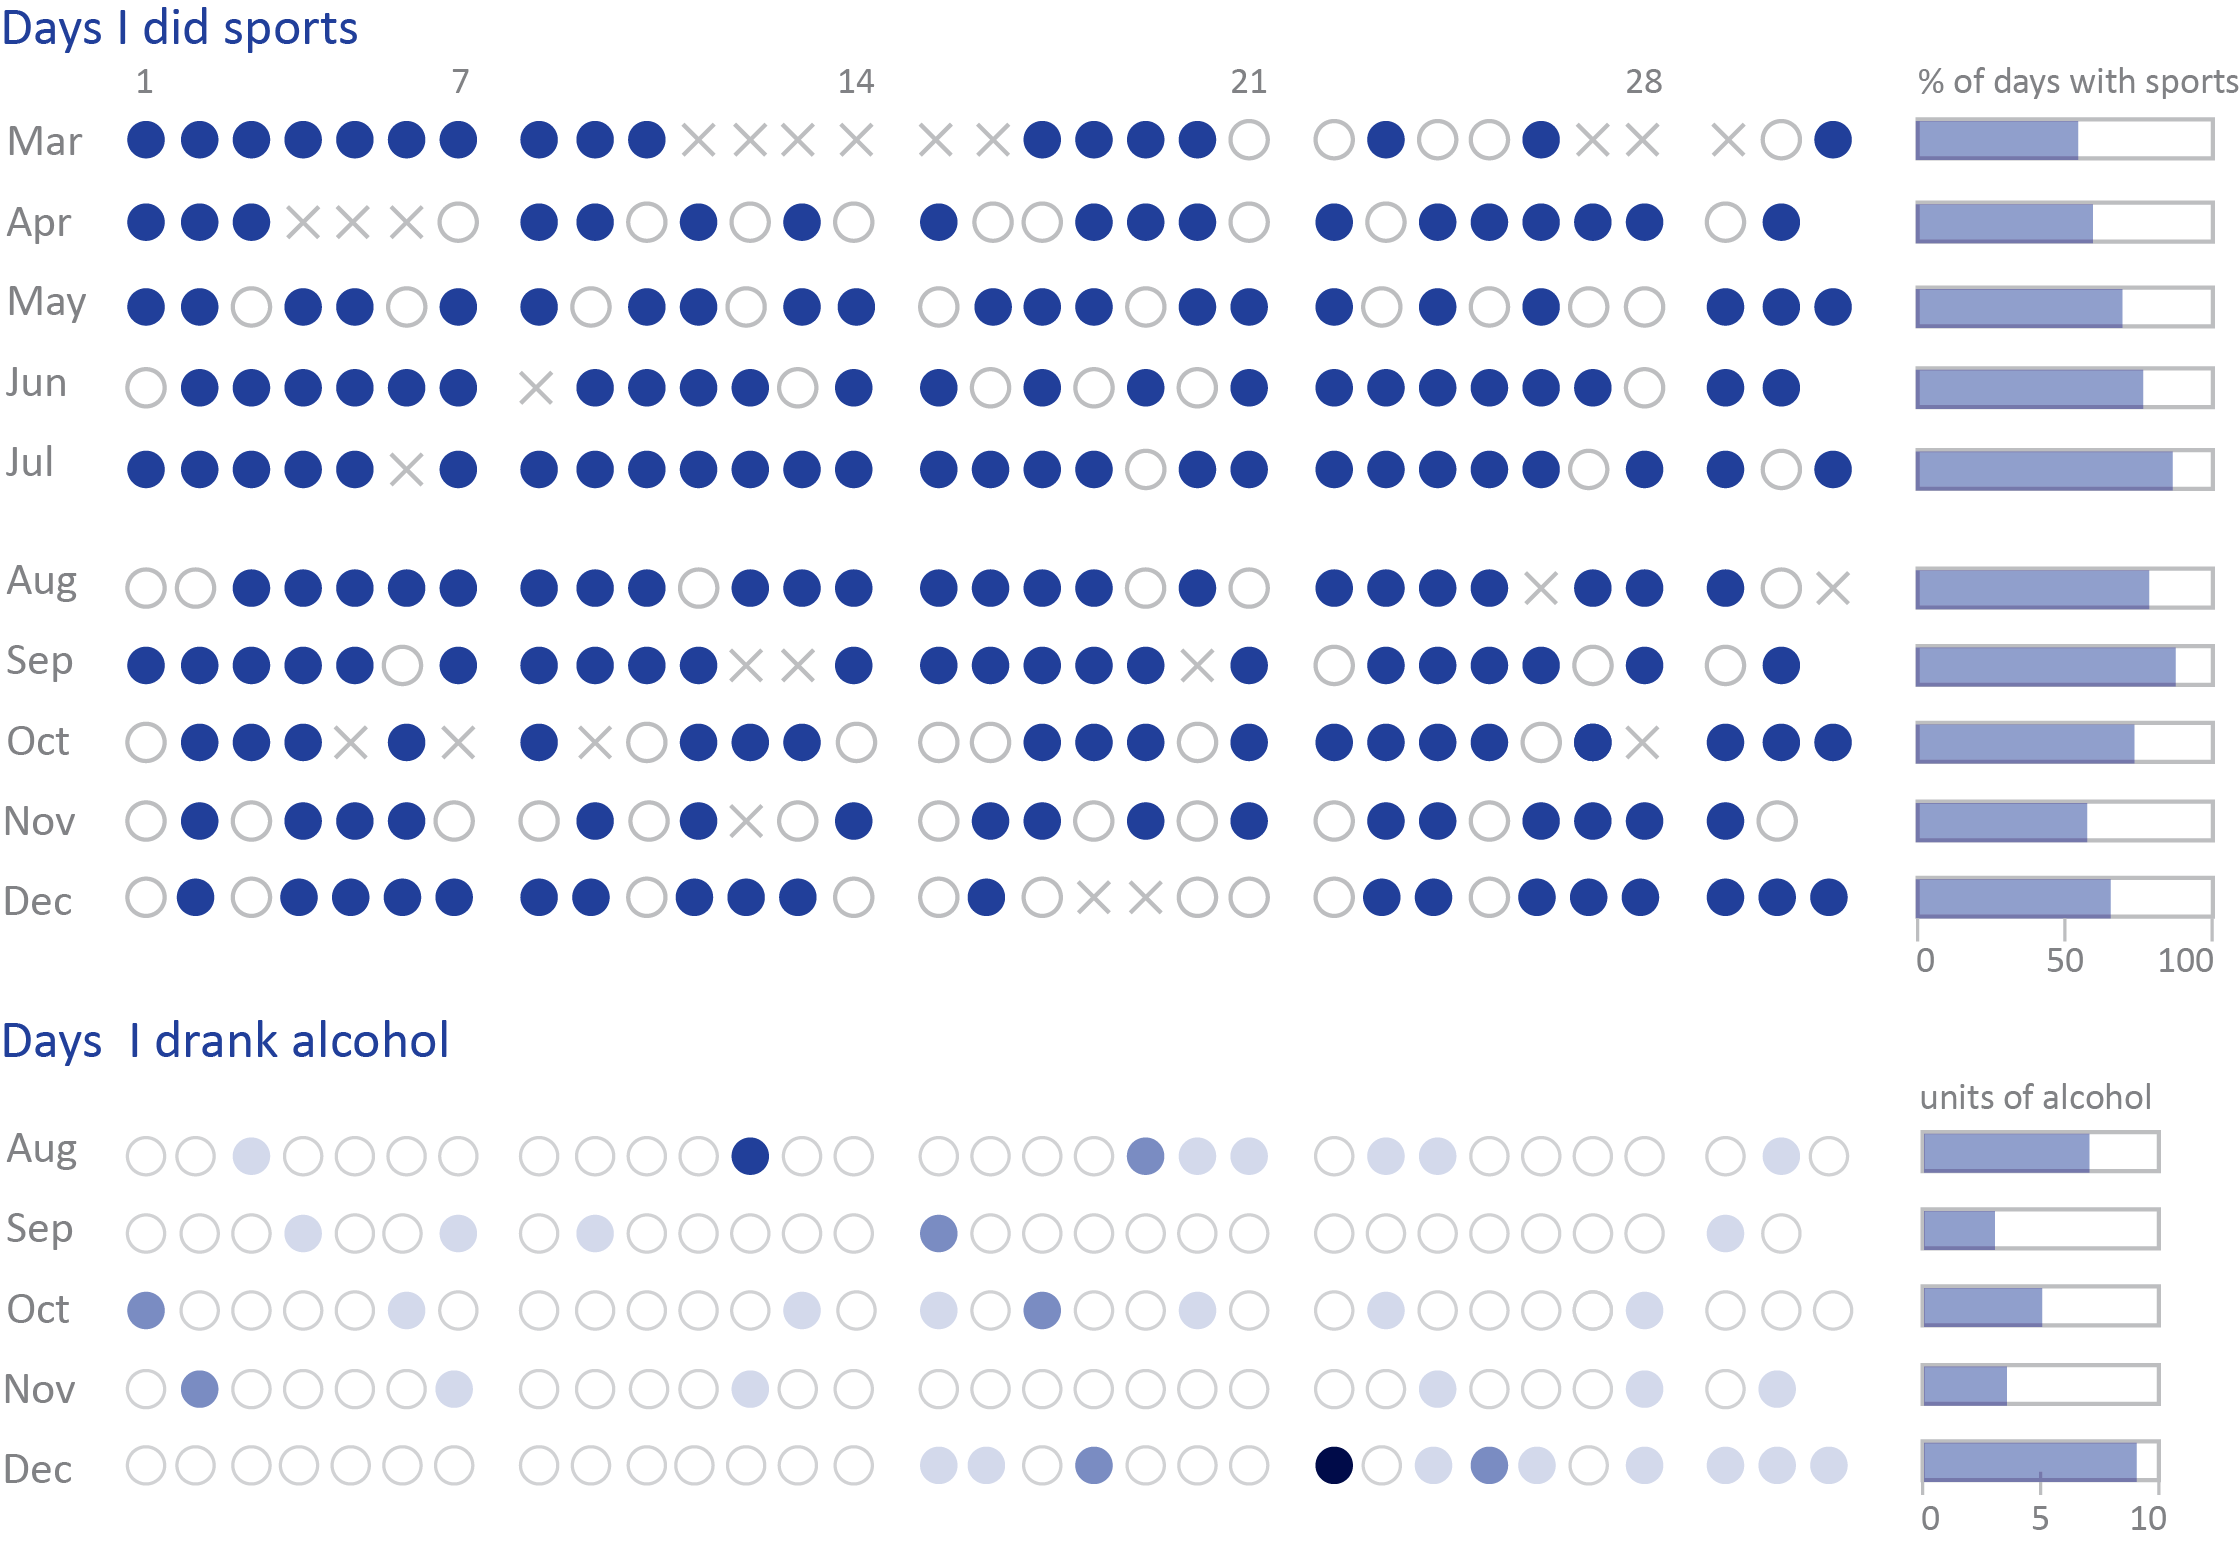 Days I did sports
1 7 14 21 28 % of days with sports
Mar
Apr
May
Jun
Jul
Aug
Sep
Oct
Nov
Dec
0 50 100
Days I drank alcohol
units of alcohol
Aug
Sep
Oct
Nov
Dec
0 5 10